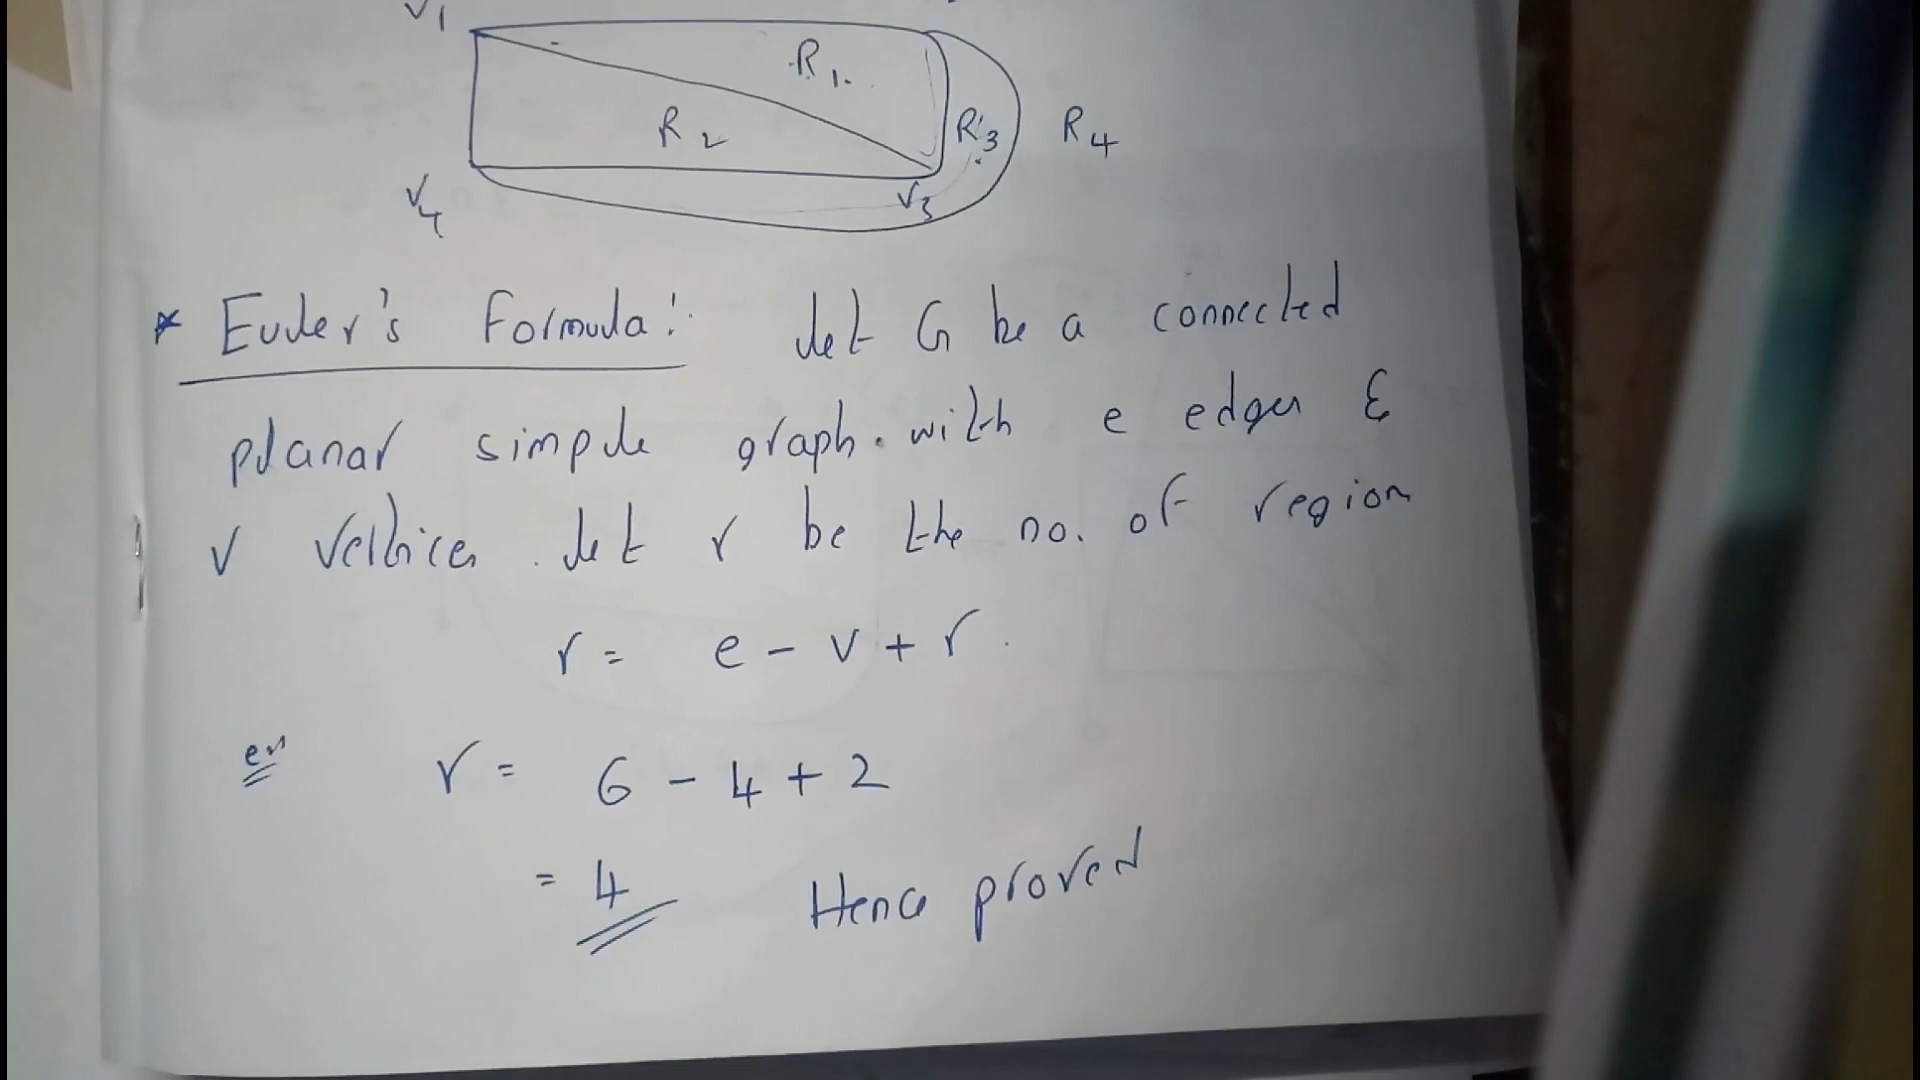 V1
R1.
R2
R3
R4
V4
V3
* Euler's Formula: Let G be a connected
planar simple graph. with e edges &
v vertices. Let r be the no. of region
r = e - v + r.
ex r = 6 - 4 + 2
= 4 Hence proved